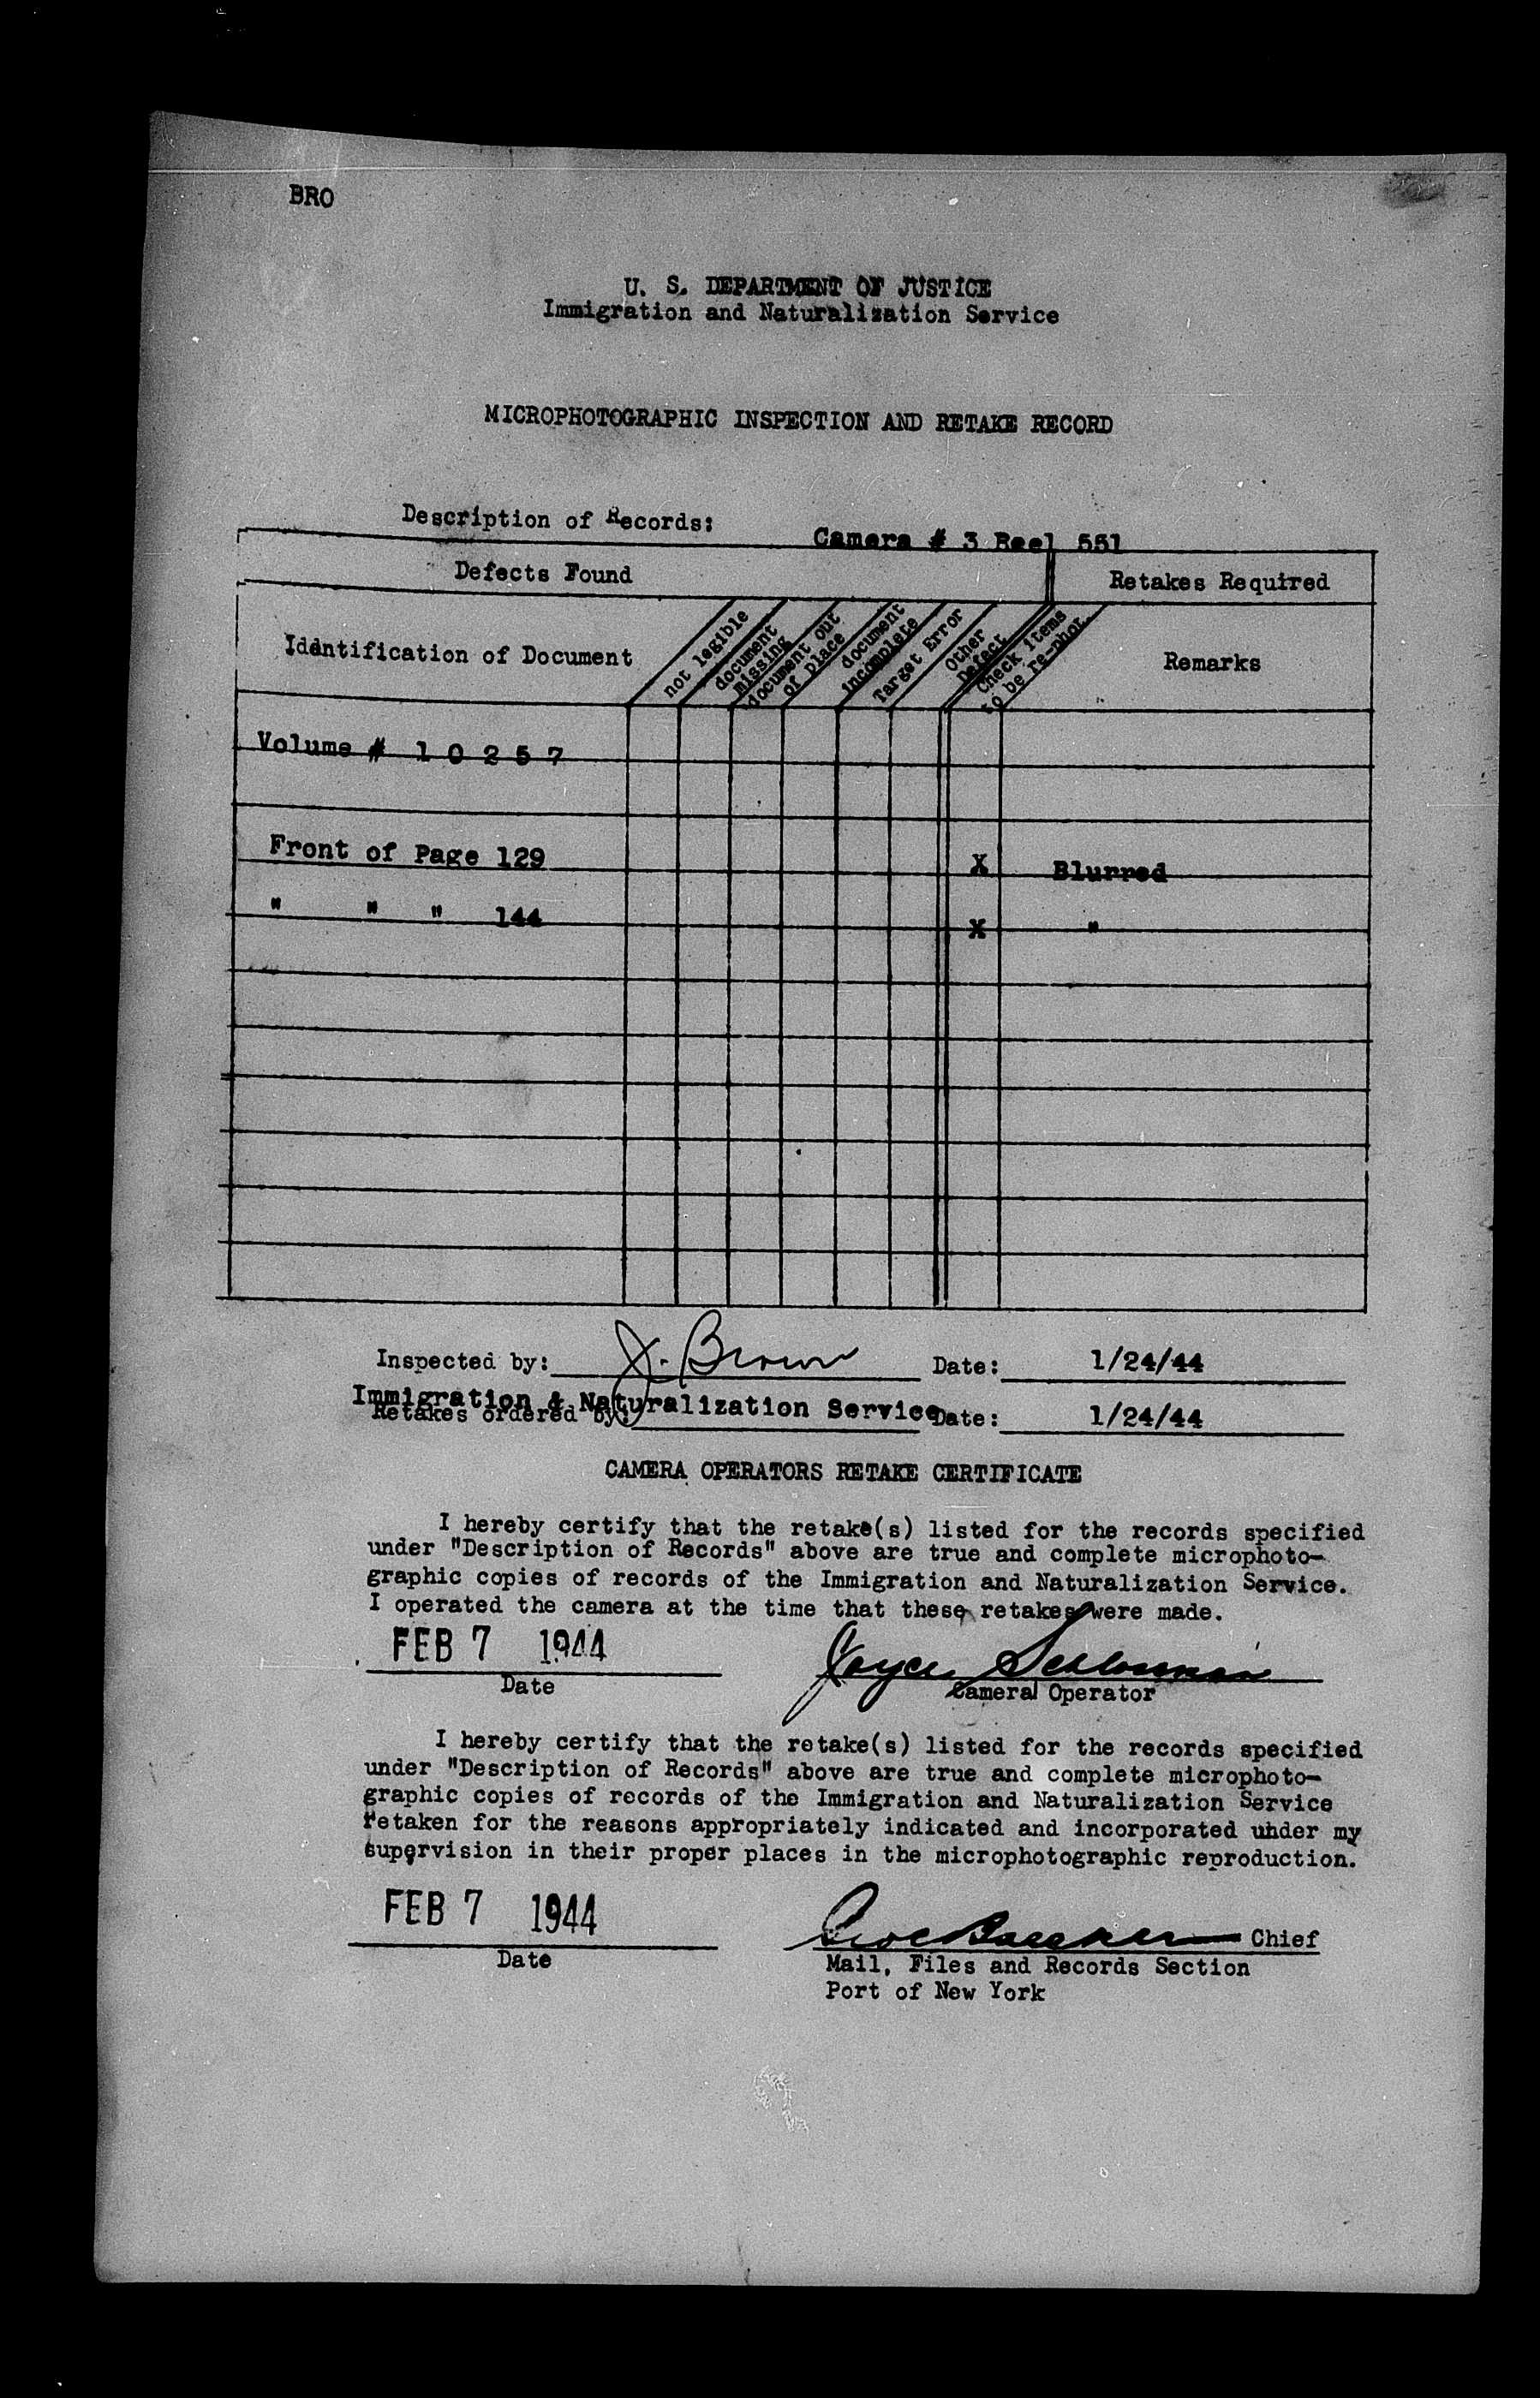 BRO
U. S. DEPARTMENT OF JUSTICE
Immigration and Naturalization Service
MICROPHOTOGRAPHIC INSPECTION AND RETAKE RECORD
Description of Records:
Camera # 3 Reel 551
Defects Found
Retakes Required
Identification of Document
not legible
document missing
document out of place
document incomplete
Target Error
Other Defect
Check items to be re-phot.
Remarks
Volume # 1 0 2 5 7
Front of Page 129 X Blurred
" " " 144 X "
Inspected by: J. Brown Date: 1/24/44
Immigration & Naturalization Service
Retakes ordered by: Date: 1/24/44
CAMERA OPERATORS RETAKE CERTIFICATE
I hereby certify that the retake(s) listed for the records specified
under "Description of Records" above are true and complete microphoto-
graphic copies of records of the Immigration and Naturalization Service.
I operated the camera at the time that these retakes were made.
FEB 7 1944
Joyce
Date
Camera Operator
I hereby certify that the retake(s) listed for the records specified
under "Description of Records" above are true and complete microphoto-
graphic copies of records of the Immigration and Naturalization Service
retaken for the reasons appropriately indicated and incorporated under my
supervision in their proper places in the microphotographic reproduction.
FEB 7 1944
Chief
Date
Mail, Files and Records Section
Port of New York